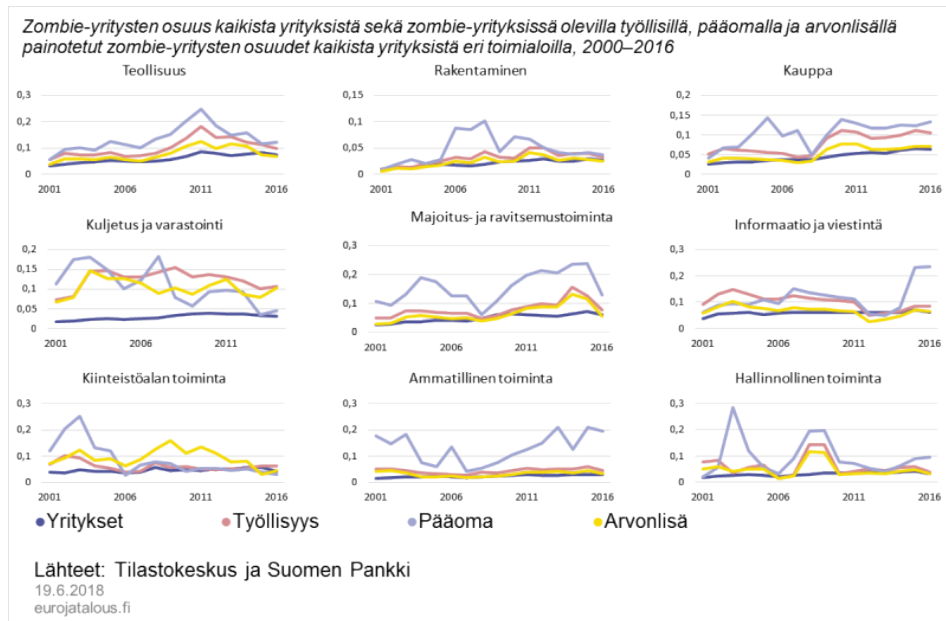 Zombie-yritysten osuus kaikista yrityksistä sekä zombie-yrityksissä olevilla työllisillä, pääomalla ja arvonlisällä
painotetut zombie-yritysten osuudet kaikista yrityksistä eri toimialoilla, 2000–2016
Teollisuus
0,3
0,2
0,1
0
2001 2006 2011 2016
Rakentaminen
0,15
0,1
0,05
0
2001 2006 2011 2016
Kauppa
0,2
0,15
0,1
0,05
0
2001 2006 2011 2016
Kuljetus ja varastointi
0,2
0,15
0,1
0,05
0
2001 2006 2011 2016
Majoitus- ja ravitsemustoiminta
0,3
0,2
0,1
0
2001 2006 2011 2016
Informaatio ja viestintä
0,3
0,2
0,1
0
2001 2006 2011 2016
Kiinteistöalan toiminta
0,3
0,2
0,1
0
2001 2006 2011 2016
Ammatillinen toiminta
0,3
0,2
0,1
0
2001 2006 2011 2016
Hallinnollinen toiminta
0,3
0,2
0,1
0
2001 2006 2011 2016
Yritykset Työllisyys Pääoma Arvonlisä
Lähteet: Tilastokeskus ja Suomen Pankki
19.6.2018
eurojatalous.fi